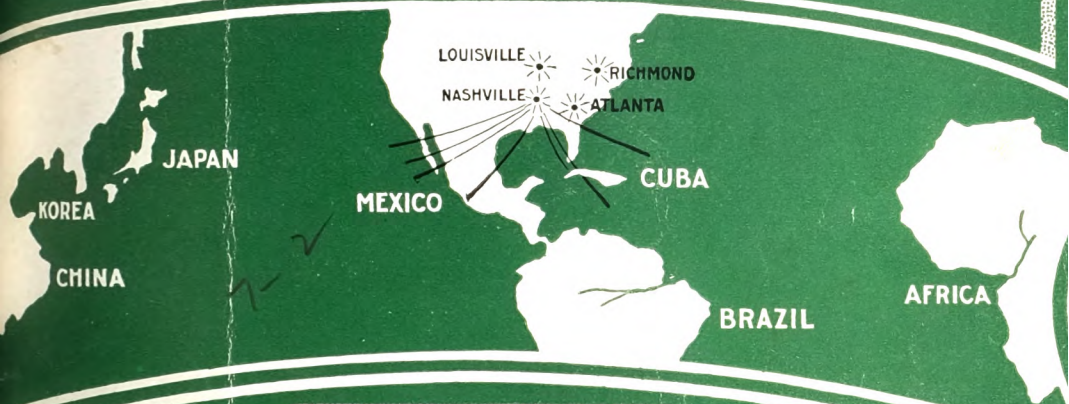 LOUISVILLE
RICHMOND
NASHVILLE
ATLANTA
JAPAN
MEXICO
CUBA
KOREA
CHINA
AFRICA
BRAZIL